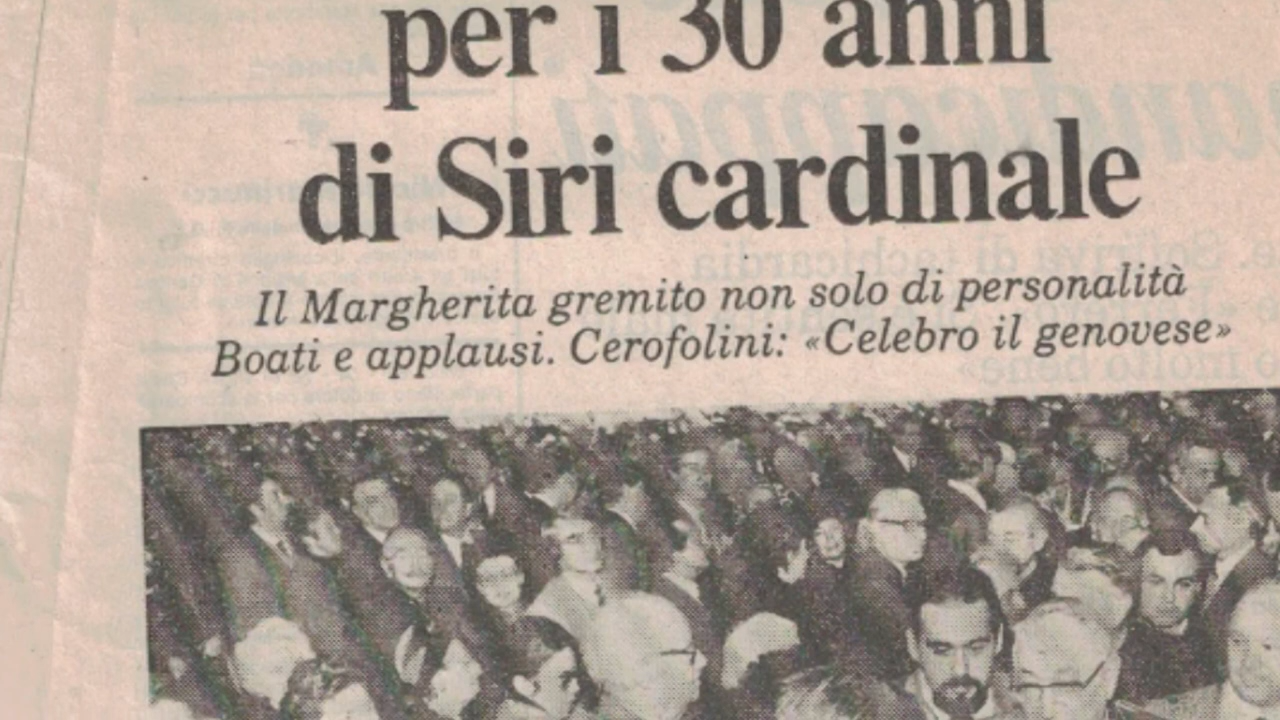 per i 30 anni
di Siri cardinale
Il Margherita gremito non solo di personalità
Boati e applausi. Cerofolini: «Celebro il genovese»